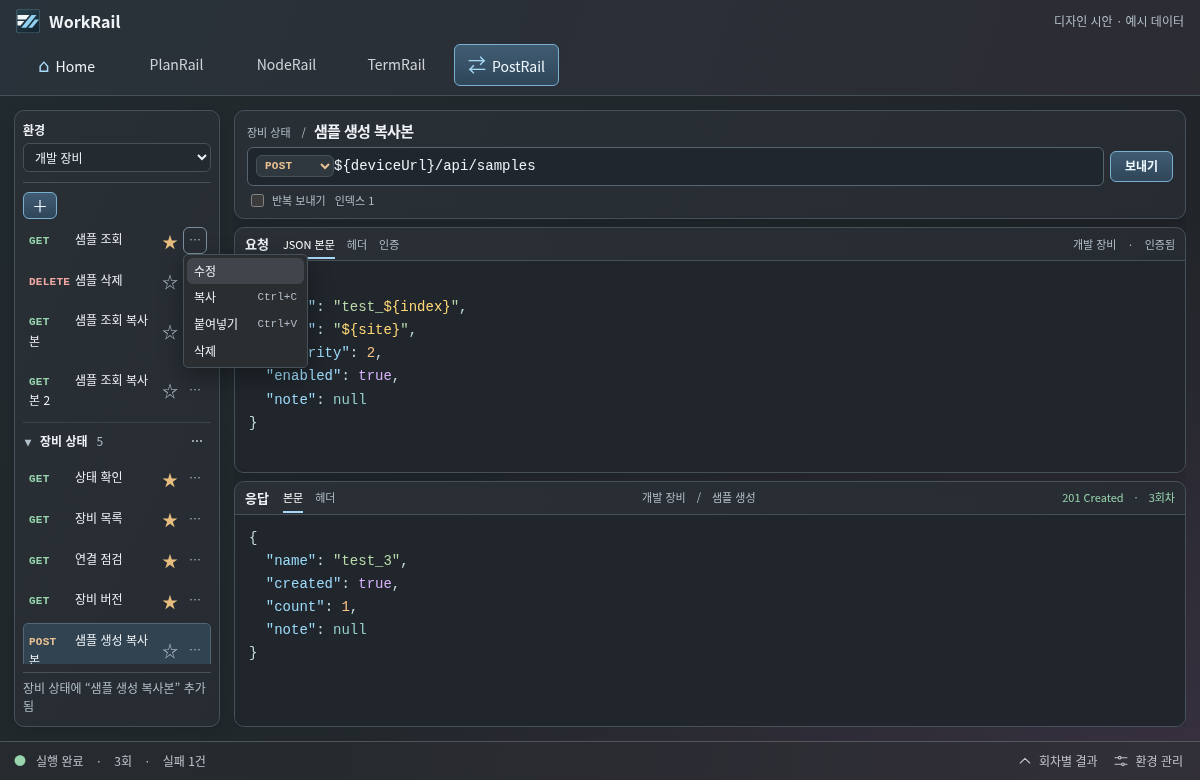 WorkRail
디자인 시안 · 예시 데이터
Home
PlanRail
NodeRail
TermRail
PostRail
환경
개발 장비
+
GET 샘플 조회 ★ ···
DELETE 샘플 삭제 ☆
GET 샘플 조회 복사
본 ☆
GET 샘플 조회 복사
본 2 ☆ ···
▼ 장비 상태 5 ···
GET 상태 확인 ★ ···
GET 장비 목록 ★ ···
GET 연결 점검 ★ ···
GET 장비 버전 ★ ···
POST 샘플 생성 복사
본 ☆ ···
장비 상태에 “샘플 생성 복사본” 추가
됨
수정
복사 Ctrl+C
붙여넣기 Ctrl+V
삭제
장비 상태 / 샘플 생성 복사본
POST ${deviceUrl}/api/samples
보내기
반복 보내기 인덱스 1
요청 JSON 본문 헤더 인증
개발 장비 · 인증됨
": "test_${index}",
": "${site}",
rity": 2,
"enabled": true,
"note": null
}
응답 본문 헤더
개발 장비 / 샘플 생성
201 Created · 3회차
{
"name": "test_3",
"created": true,
"count": 1,
"note": null
}
실행 완료 · 3회 · 실패 1건
회차별 결과
환경 관리